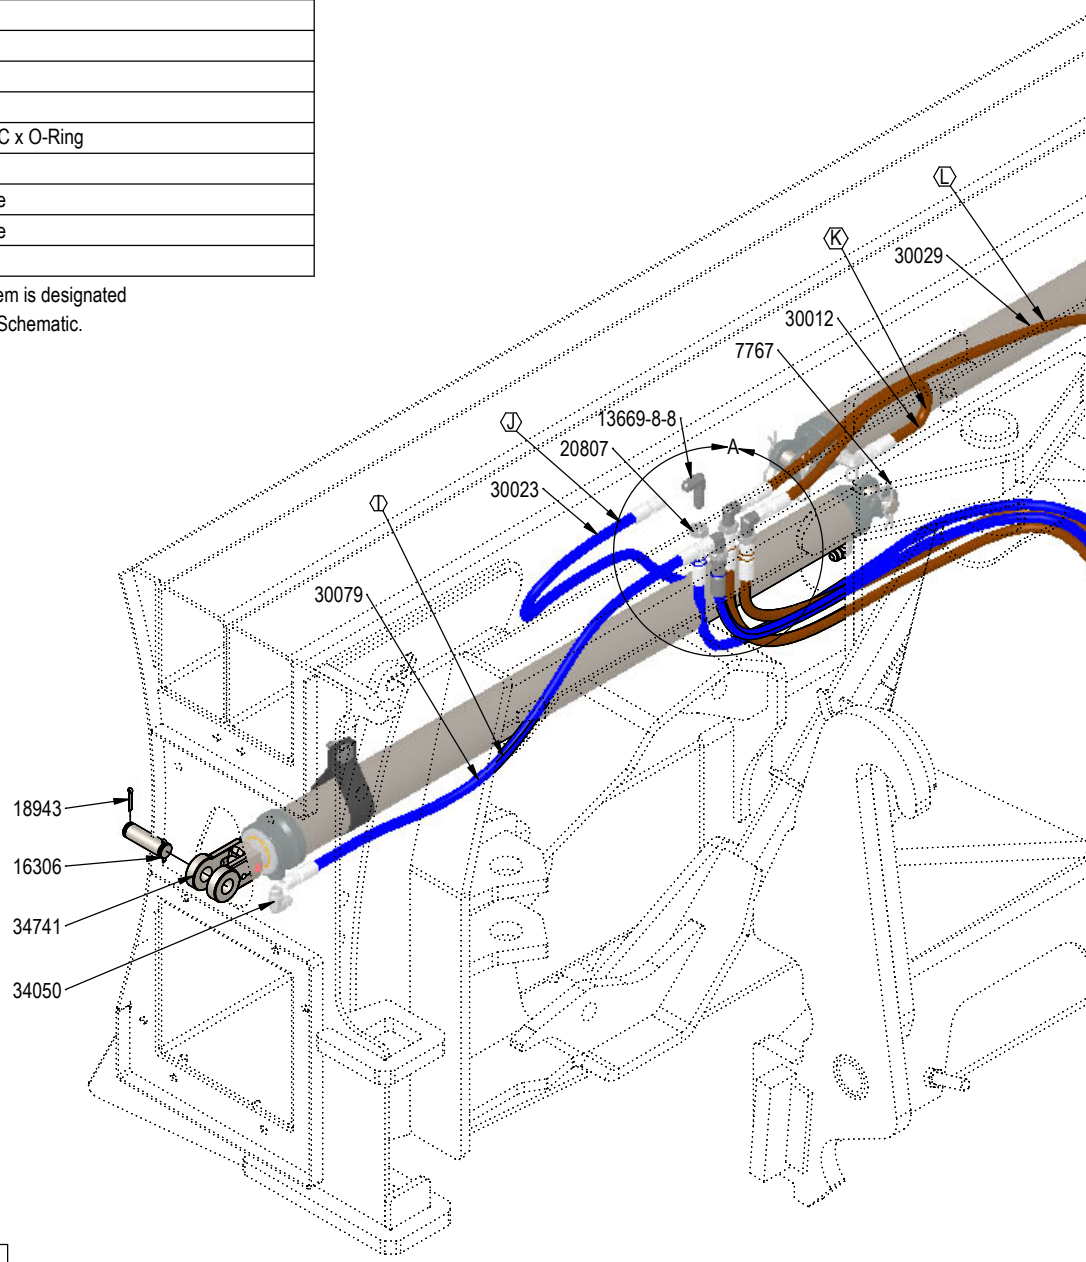 C x O-Ring
e
e
em is designated
Schematic.
L
K
30029
30012
7767
J
13669-8-8
A
20807
30023
I
30079
18943
16306
34741
34050